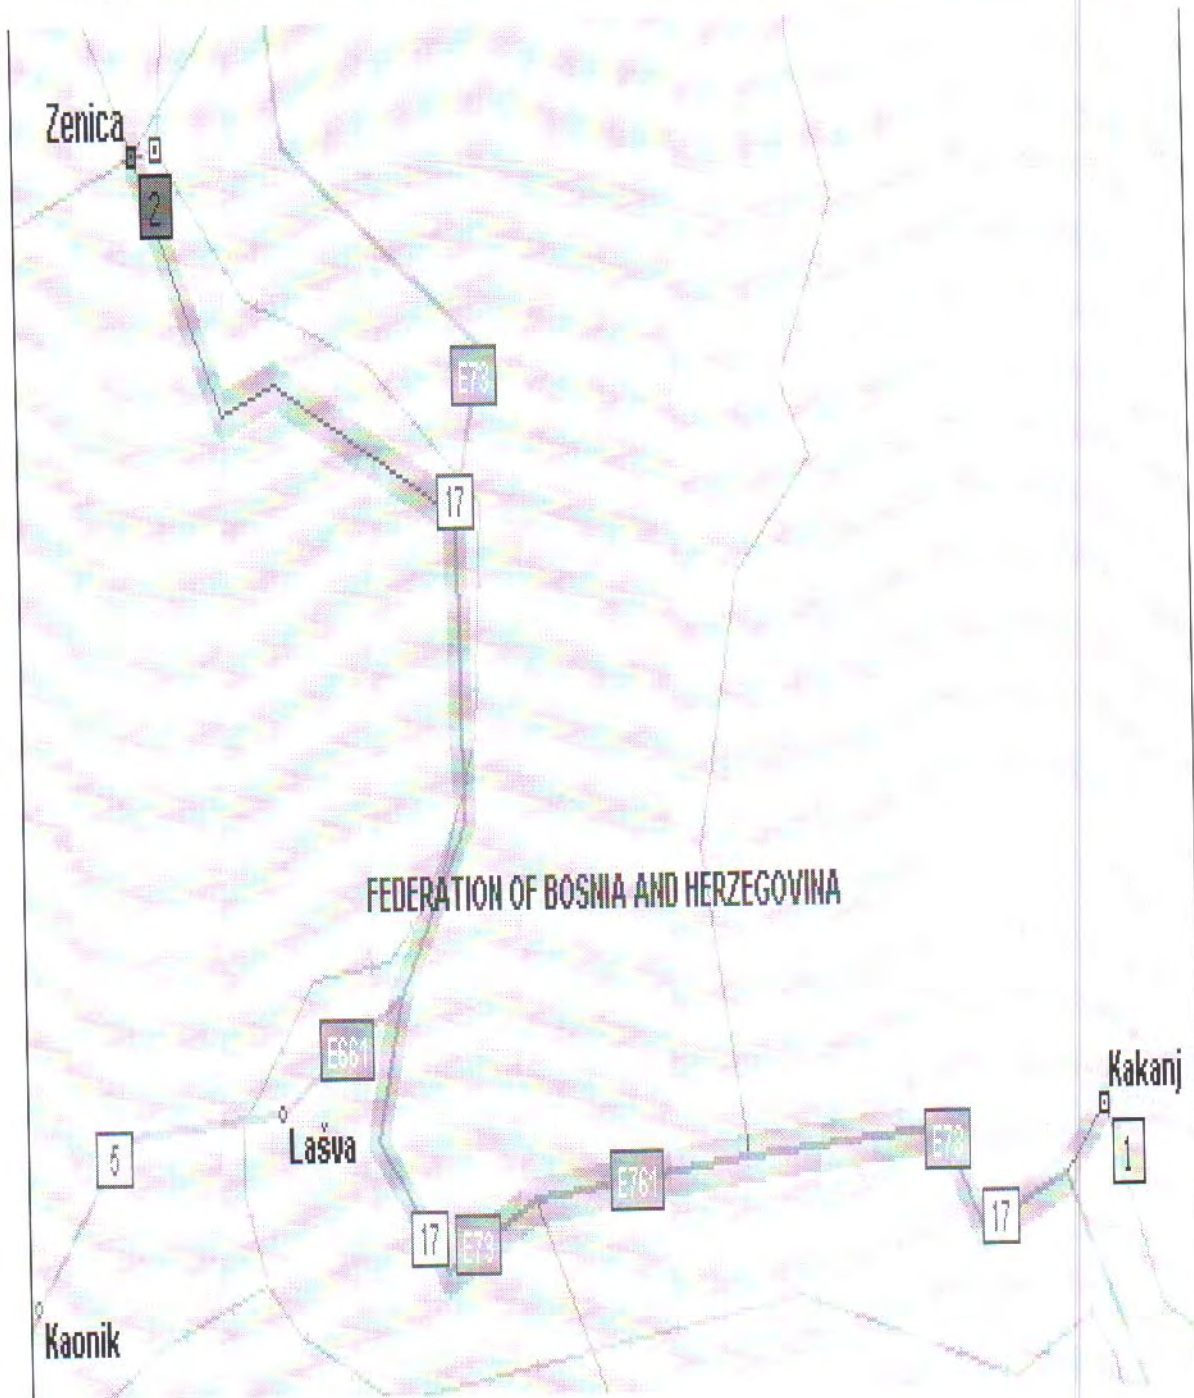 Zenica
2
E73
17
FEDERATION OF BOSNIA AND HERZEGOVINA
E661
Kakanj
Lašva
5
E73
1
E761
17
17
E73
Kaonik